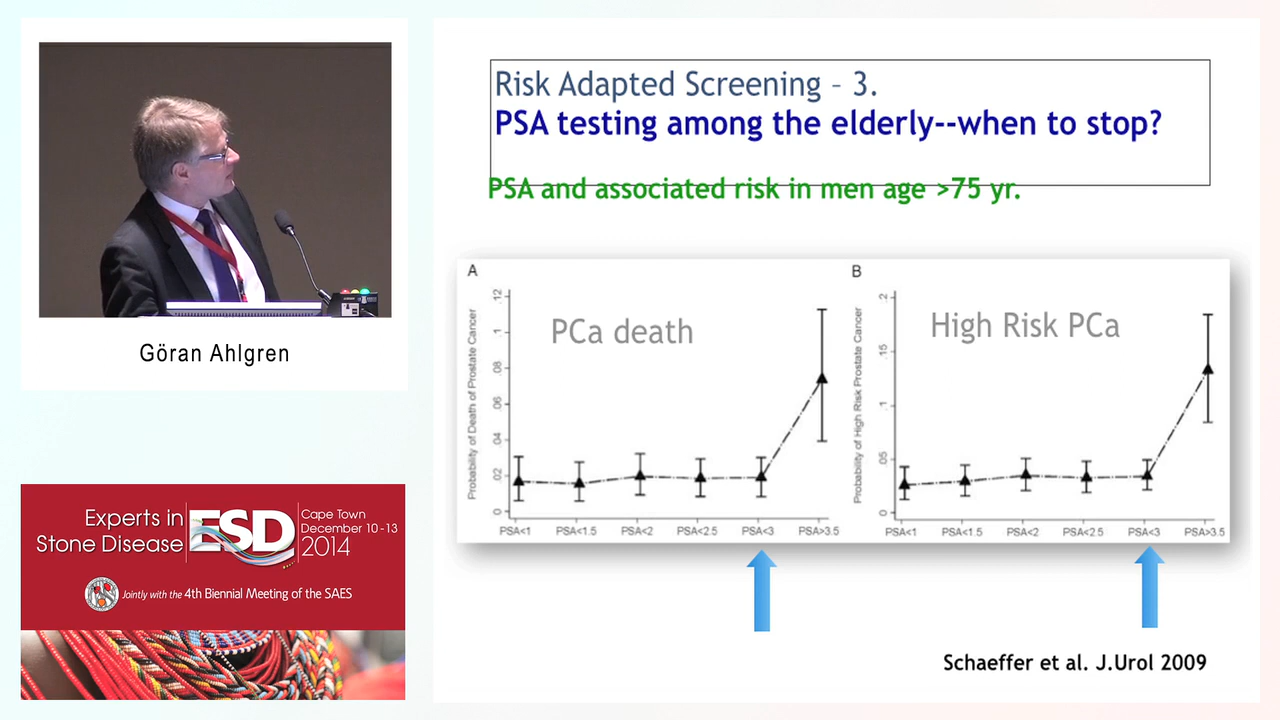 Risk Adapted Screening – 3.
PSA testing among the elderly--when to stop?
PSA and associated risk in men age >75 yr.
A
PCa death
Probability of Death of Prostate Cancer
.12
.1
.08
.06
.04
.02
0
PSA<1 PSA<1.5 PSA<2 PSA<2.5 PSA<3 PSA>3.5
B
High Risk PCa
Probability of High Risk Prostate Cancer
.2
.15
.1
.05
0
PSA<1 PSA<1.5 PSA<2 PSA<2.5 PSA<3 PSA>3.5
Schaeffer et al. J.Urol 2009
Göran Ahlgren
Experts in
Stone Disease
ESD
Cape Town
December 10-13
2014
Jointly with the 4th Biennial Meeting of the SAES